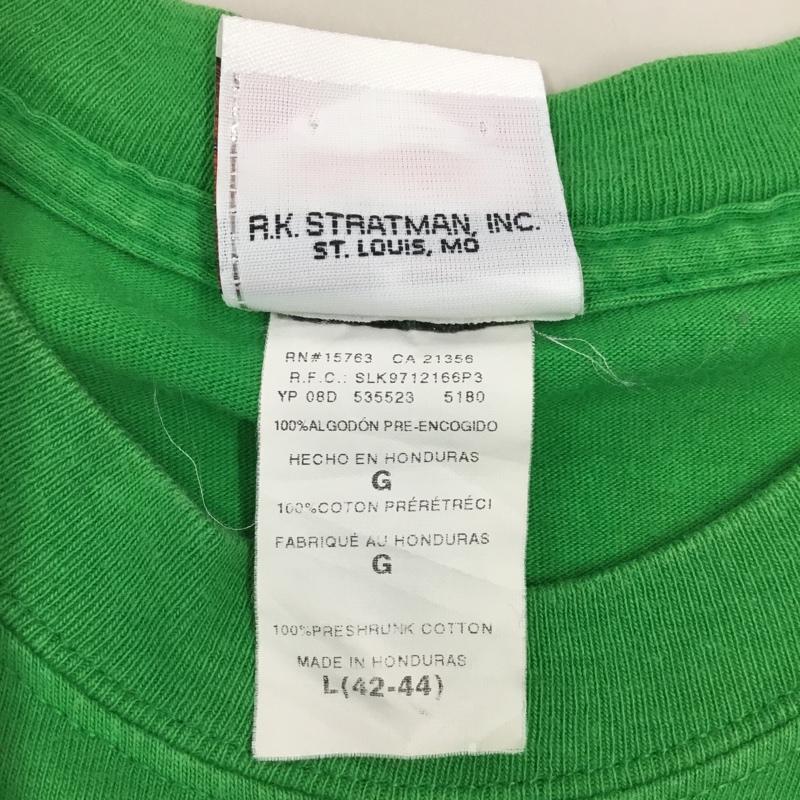 R.K. STRATMAN, INC.
ST. LOUIS, MO
RN#15763 CA 21356
R.F.C.: SLK9712166P3
YP 08D 535523 5180
100%ALGODÓN PRE-ENCOGIDO
HECHO EN HONDURAS
G
100%COTON PRÉRÉTRÉCI
FABRIQUÉ AU HONDURAS
G
100%PRESHRUNK COTTON
MADE IN HONDURAS
L(42-44)